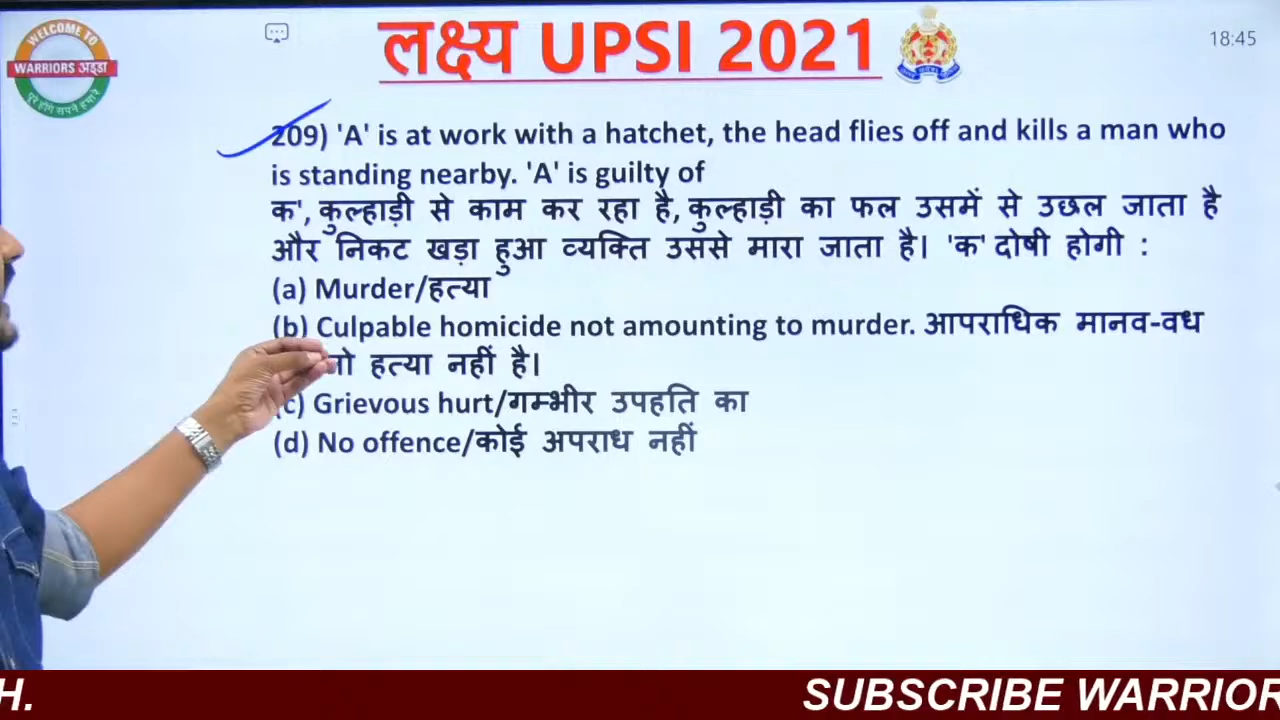 WELCOME TO
WARRIORS अड्डा
पूरे होंगे सपने हमारे
लक्ष्य UPSI 2021
18:45
209) 'A' is at work with a hatchet, the head flies off and kills a man who
is standing nearby. 'A' is guilty of
क', कुल्हाड़ी से काम कर रहा है, कुल्हाड़ी का फल उसमें से उछल जाता है
और निकट खड़ा हुआ व्यक्ति उससे मारा जाता है। 'क' दोषी होगी :
(a) Murder/हत्या
(b) Culpable homicide not amounting to murder. आपराधिक मानव-वध
हत्या नहीं है।
(c) Grievous hurt/गम्भीर उपहति का
(d) No offence/कोई अपराध नहीं
H. SUBSCRIBE WARRIOR